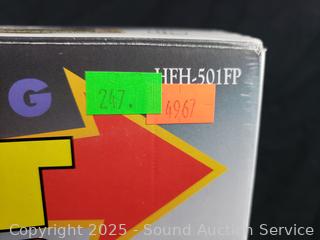 HFH-501FP
G
247.
4967
T
Copyright 2025 - Sound Auction Service